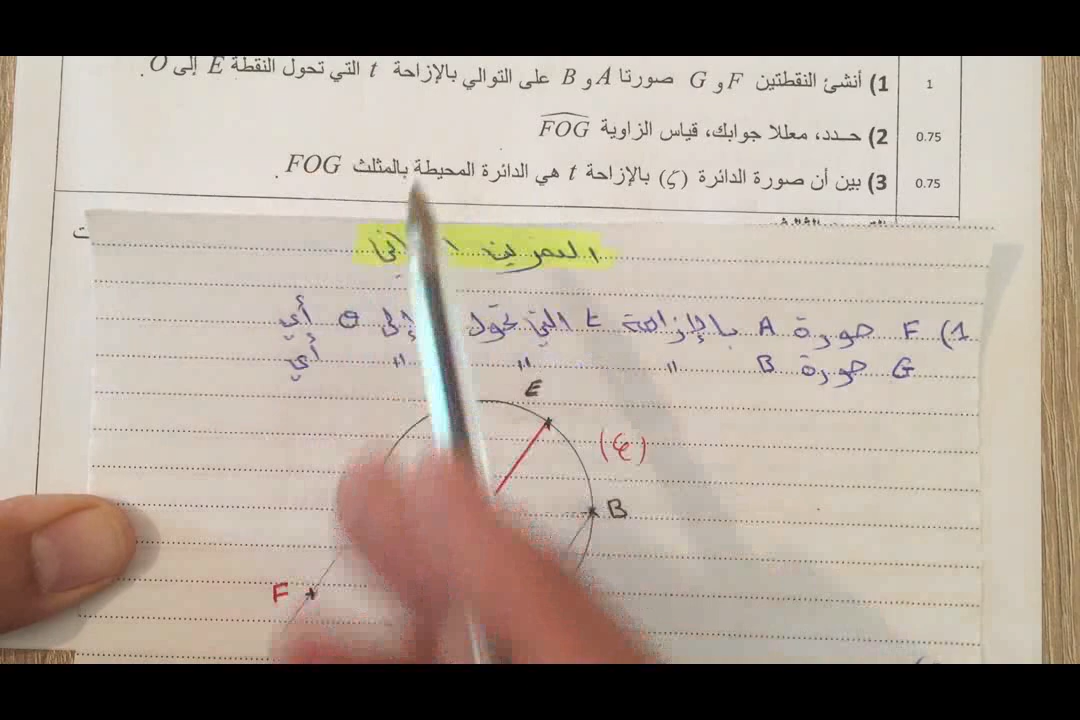 1) أنشئ النقطتين F و G صورتا A و B على التوالي بالإزاحة t التي تحول النقطة E إلى O .
1
2) حــدد، معللا جوابك، قياس الزاوية FOG
0.75
3) بين أن صورة الدائرة (ζ) بالإزاحة t هي الدائرة المحيطة بالمثلث FOG .
0.75
التمرين
1) F صورة A بالإزاحة t التي تحول إلى O أي
G صورة B " " " أي
E
(C)
B
F